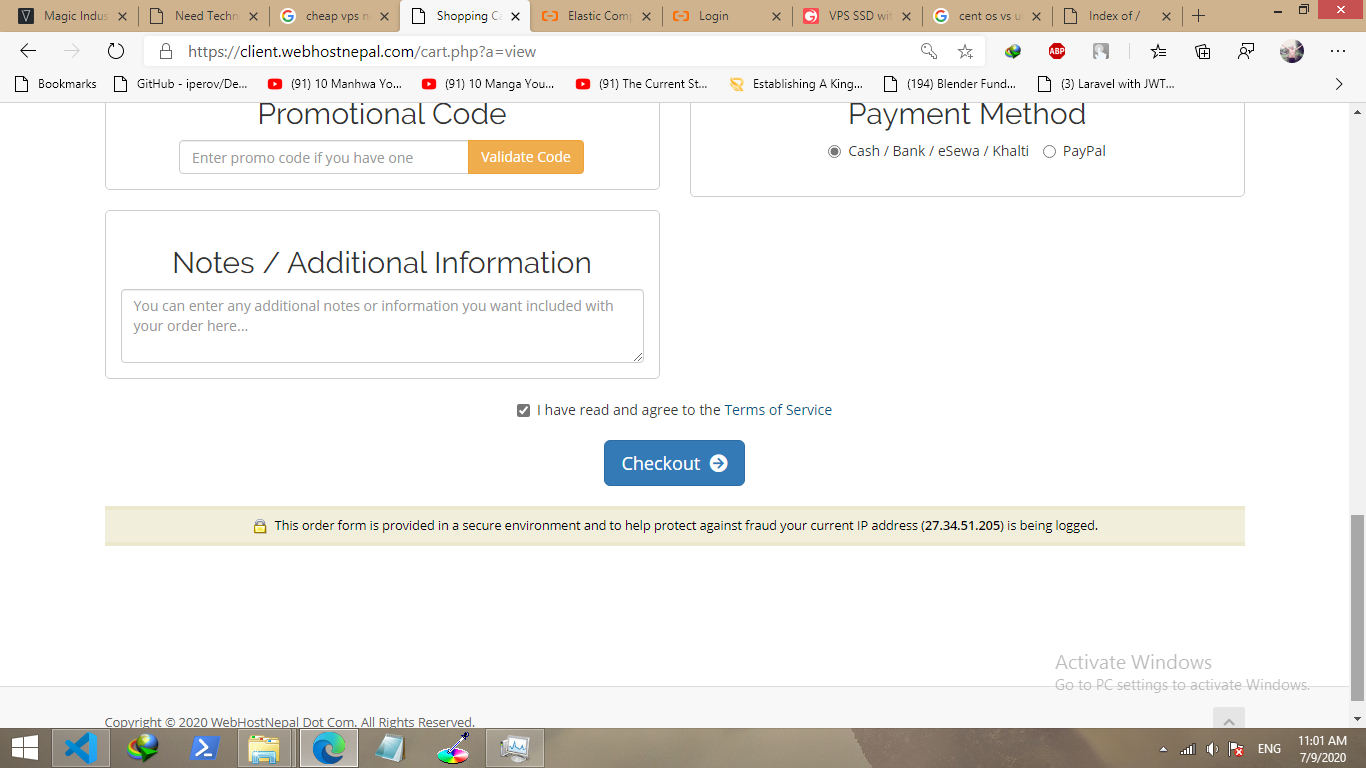 Magic Indus
Need Techn
cheap vps n
Shopping Ca
Elastic Comp
Login
VPS SSD wit
cent os vs u
Index of /
https://client.webhostnepal.com/cart.php?a=view
ABP
Bookmarks
GitHub - iperov/De...
(91) 10 Manhwa Yo...
(91) 10 Manga You...
(91) The Current St...
Establishing A King...
(194) Blender Fund...
(3) Laravel with JWT...
Promotional Code
Enter promo code if you have one
Validate Code
Payment Method
Cash / Bank / eSewa / Khalti
PayPal
Notes / Additional Information
You can enter any additional notes or information you want included with
your order here...
I have read and agree to the Terms of Service
Checkout
This order form is provided in a secure environment and to help protect against fraud your current IP address (27.34.51.205) is being logged.
Activate Windows
Go to PC settings to activate Windows.
Copyright © 2020 WebHostNepal Dot Com. All Rights Reserved.
ENG
11:01 AM
7/9/2020